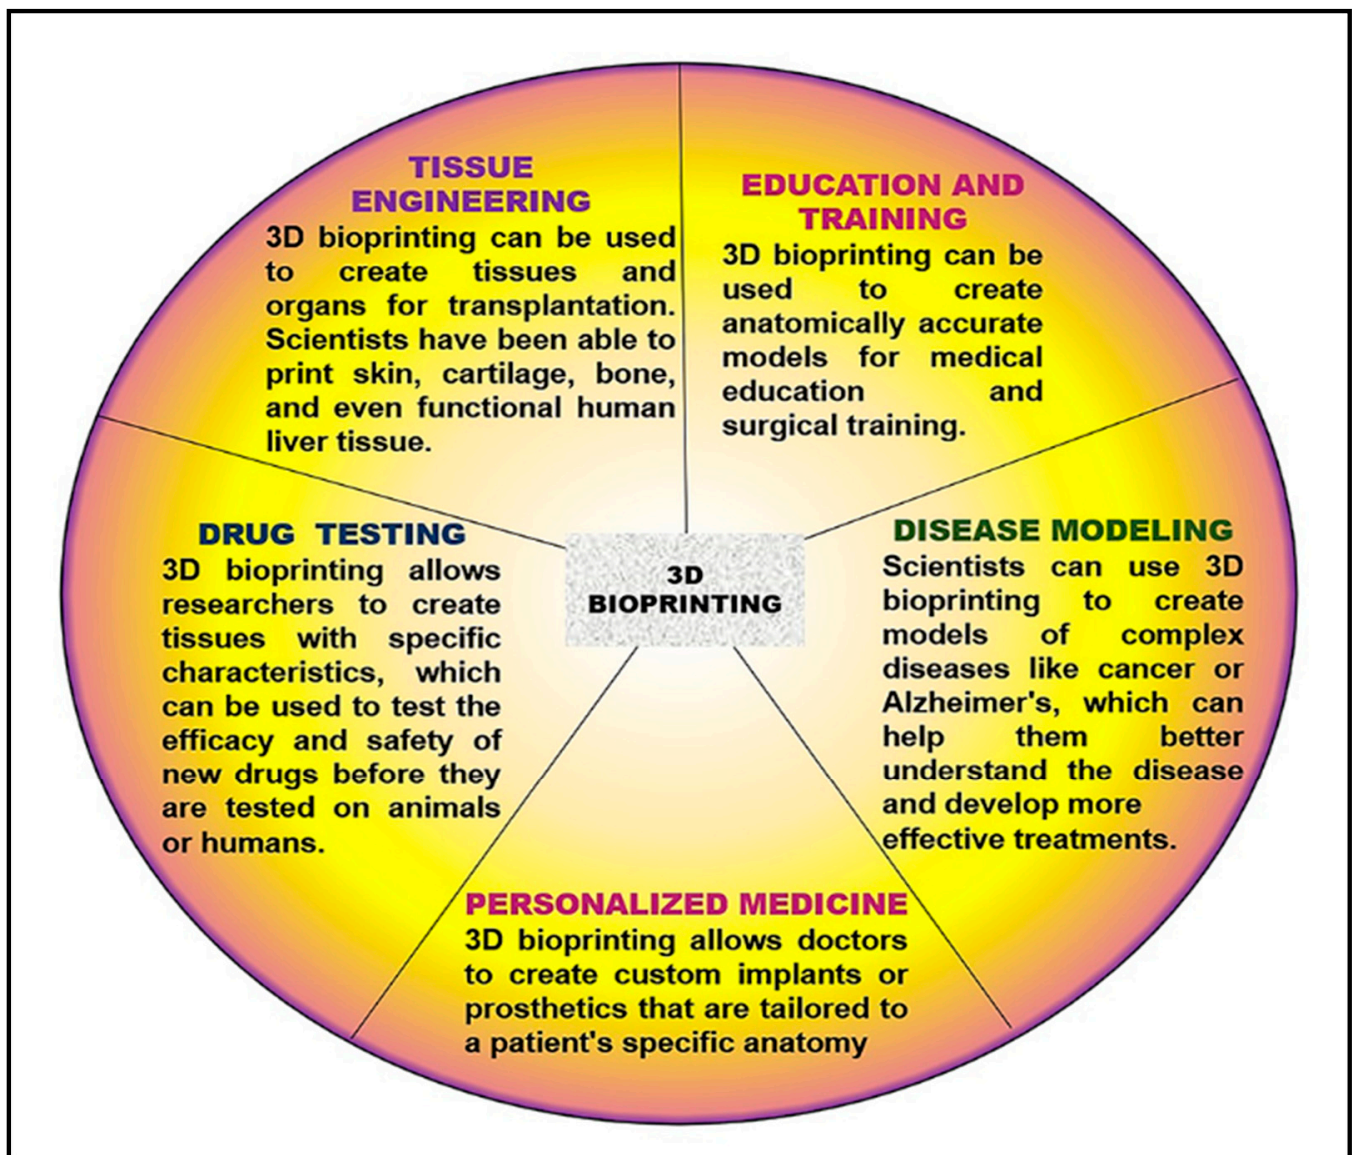 TISSUE
ENGINEERING
3D bioprinting can be used
to create tissues and
organs for transplantation.
Scientists have been able to
print skin, cartilage, bone,
and even functional human
liver tissue.
EDUCATION AND
TRAINING
3D bioprinting can be
used to create
anatomically accurate
models for medical
education and
surgical training.
DRUG TESTING
3D bioprinting allows
researchers to create
tissues with specific
characteristics, which
can be used to test the
efficacy and safety of
new drugs before they
are tested on animals
or humans.
3D
BIOPRINTING
DISEASE MODELING
Scientists can use 3D
bioprinting to create
models of complex
diseases like cancer or
Alzheimer's, which can
help them better
understand the disease
and develop more
effective treatments.
PERSONALIZED MEDICINE
3D bioprinting allows doctors
to create custom implants or
prosthetics that are tailored to
a patient's specific anatomy